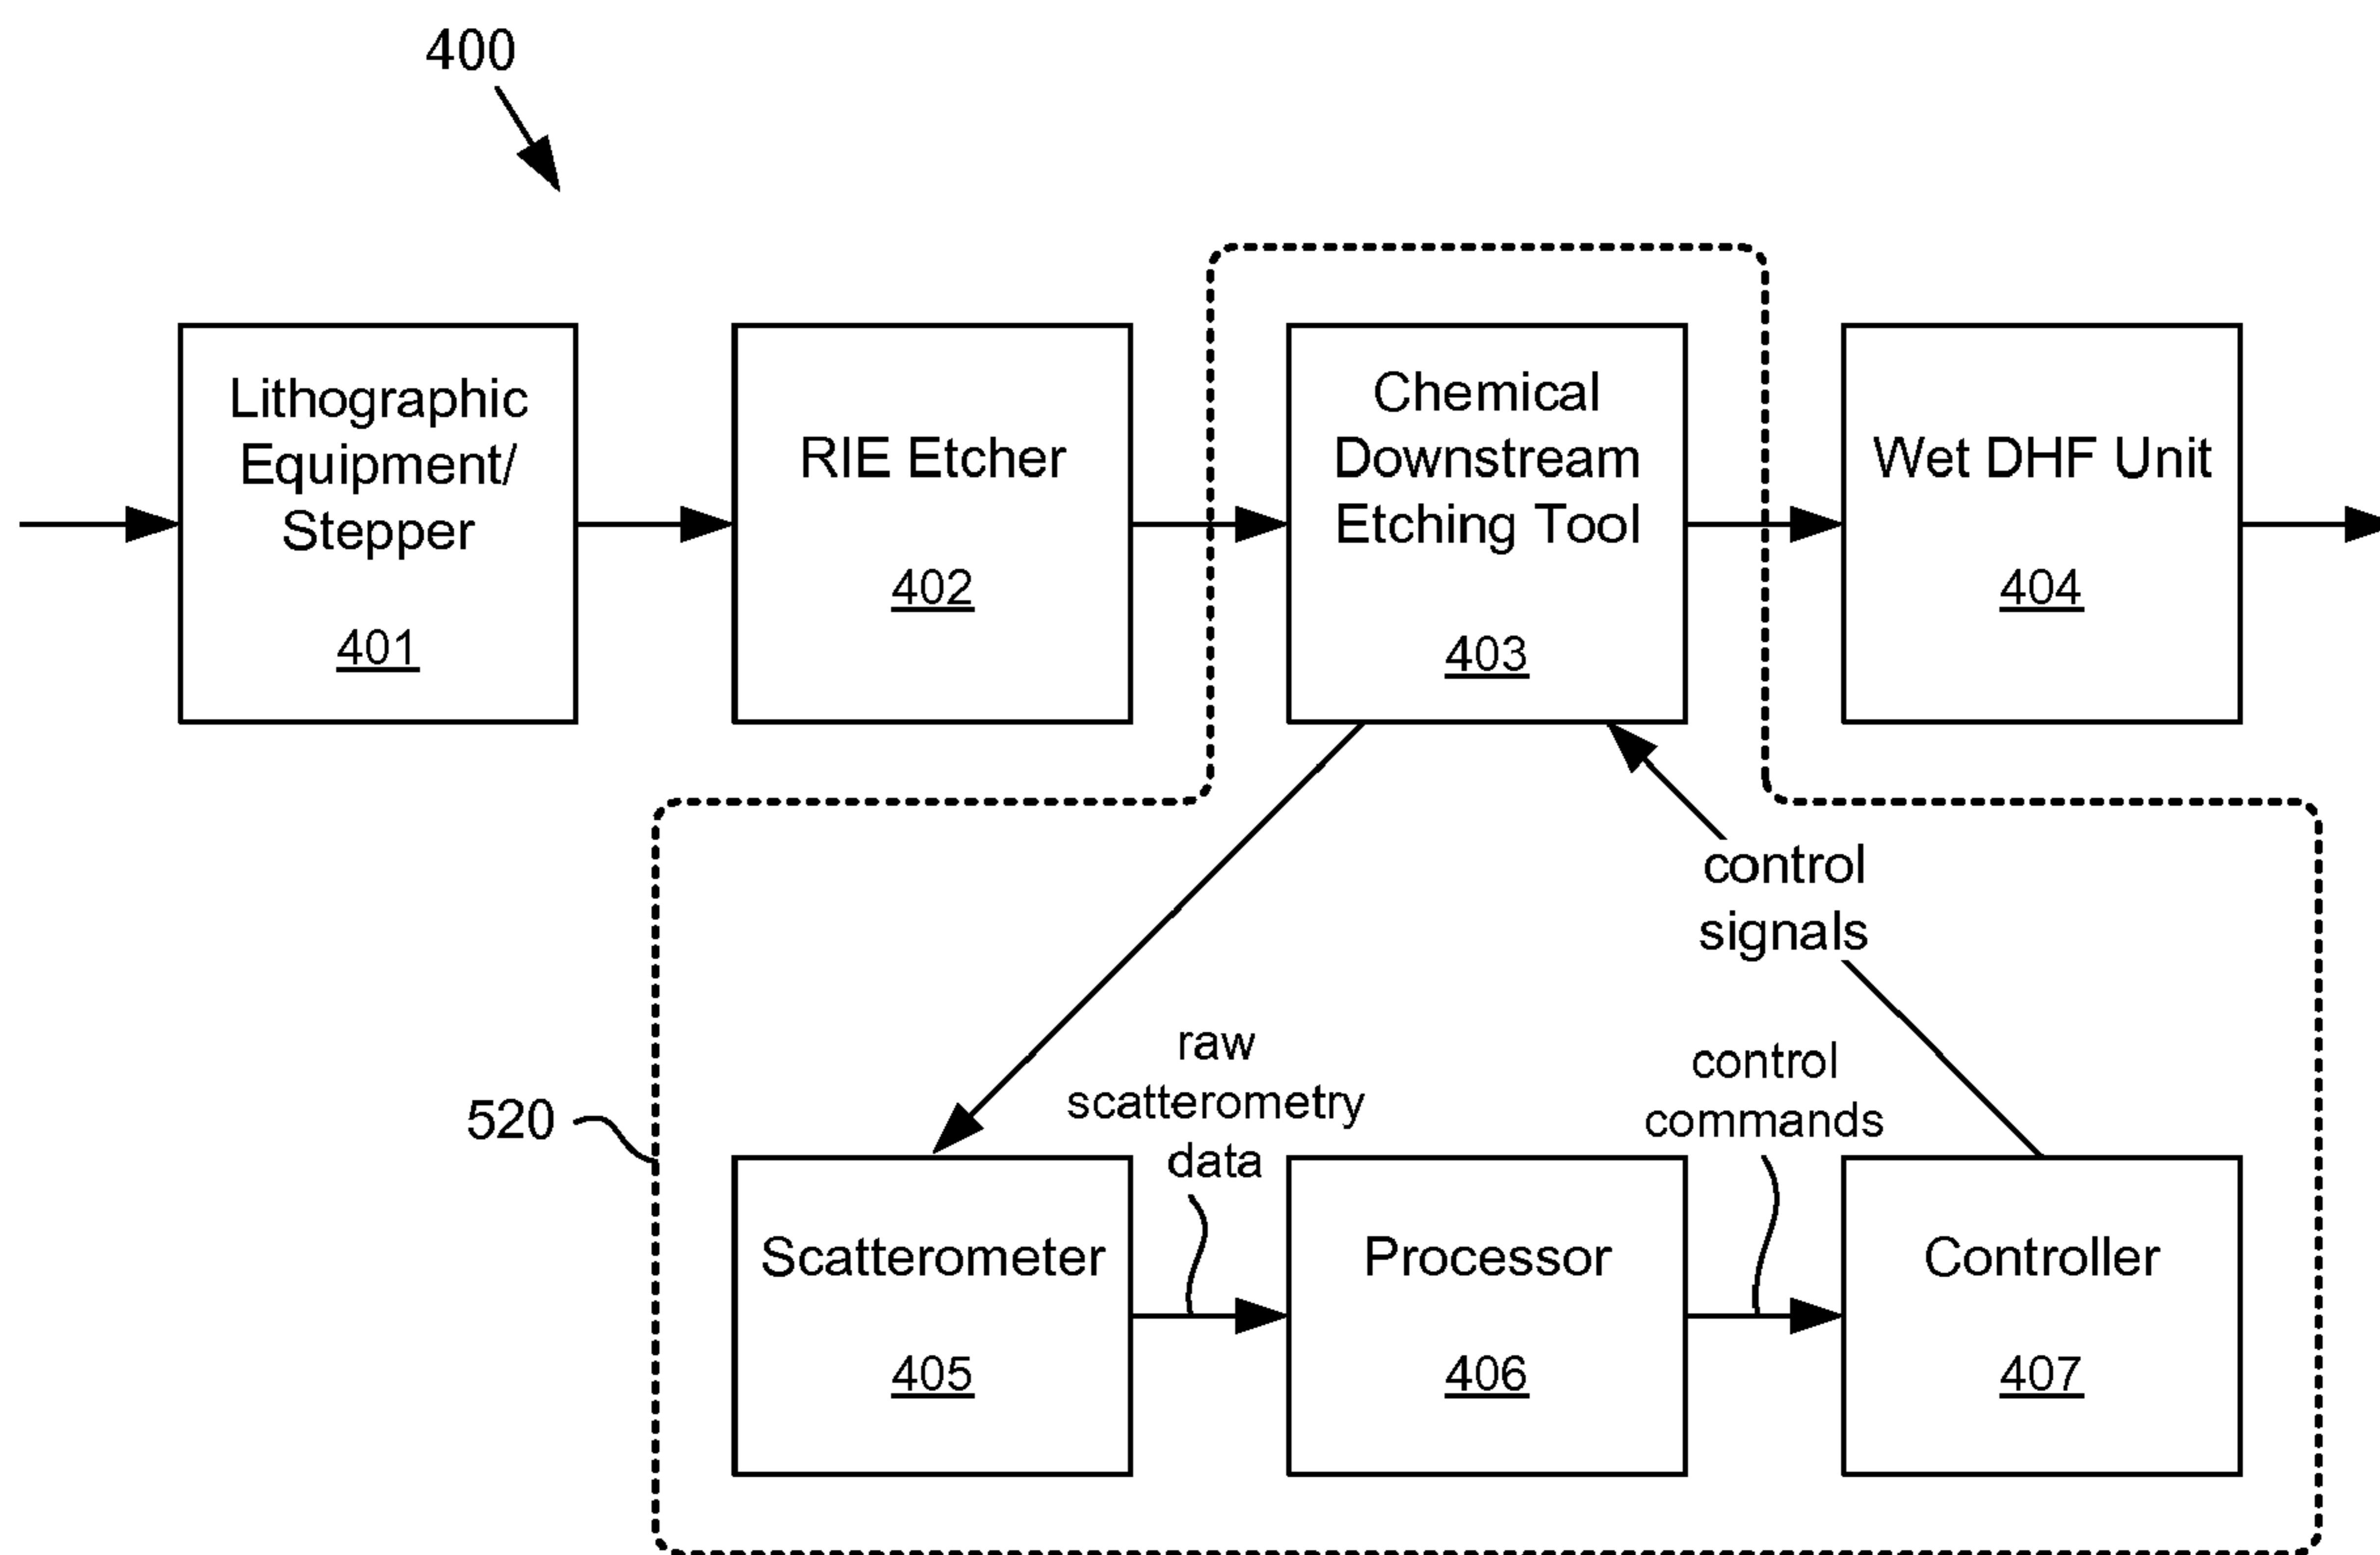 400
Lithographic
Equipment/
Stepper
401
RIE Etcher
402
Chemical
Downstream
Etching Tool
403
Wet DHF Unit
404
control
signals
520
raw
scatterometry
data
control
commands
Scatterometer
405
Processor
406
Controller
407